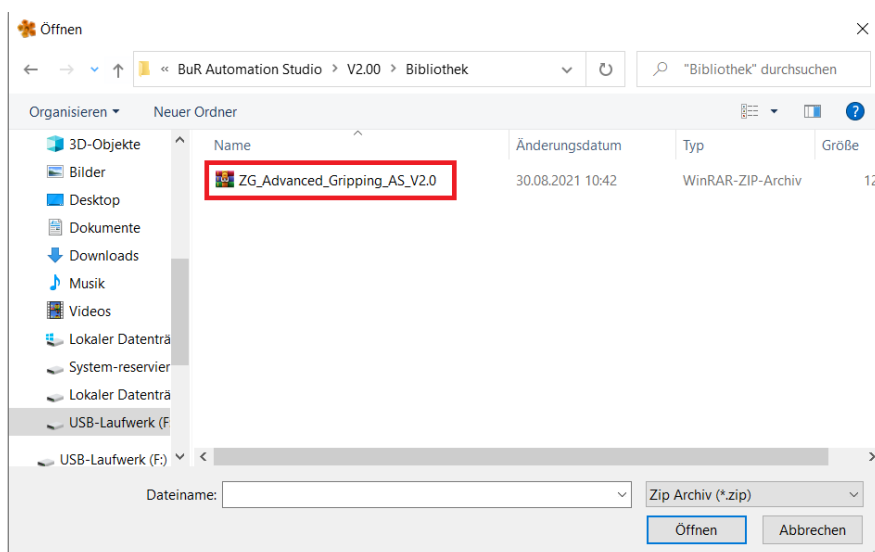 Öffnen
« BuR Automation Studio > V2.00 > Bibliothek
"Bibliothek" durchsuchen
Organisieren
Neuer Ordner
Name
Änderungsdatum
Typ
Größe
ZG_Advanced_Gripping_AS_V2.0
30.08.2021 10:42
WinRAR-ZIP-Archiv
12
3D-Objekte
Bilder
Desktop
Dokumente
Downloads
Musik
Videos
Lokaler Datenträ
System-reservier
Lokaler Datenträ
USB-Laufwerk (F
USB-Laufwerk (F:)
Dateiname:
Zip Archiv (*.zip)
Öffnen
Abbrechen